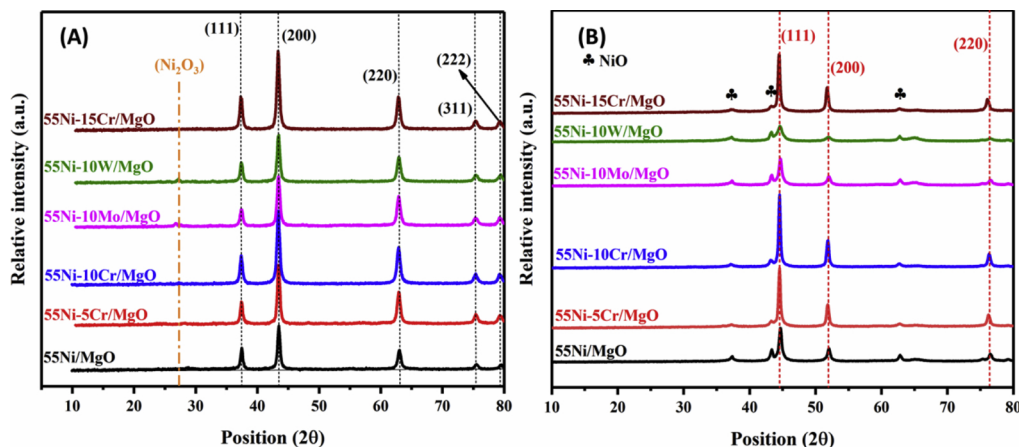 (A)
(111)
(200)
(Ni₂O₃)
(220)
(222)
(311)
55Ni-15Cr/MgO
55Ni-10W/MgO
55Ni-10Mo/MgO
55Ni-10Cr/MgO
55Ni-5Cr/MgO
55Ni/MgO
Relative intensity (a.u.)
10 20 30 40 50 60 70 80
Position (2θ)
(B)
♣ NiO
(111)
(200)
(220)
55Ni-15Cr/MgO
55Ni-10W/MgO
55Ni-10Mo/MgO
55Ni-10Cr/MgO
55Ni-5Cr/MgO
55Ni/MgO
Relative intensity (a.u.)
10 20 30 40 50 60 70 80
Position (2θ)